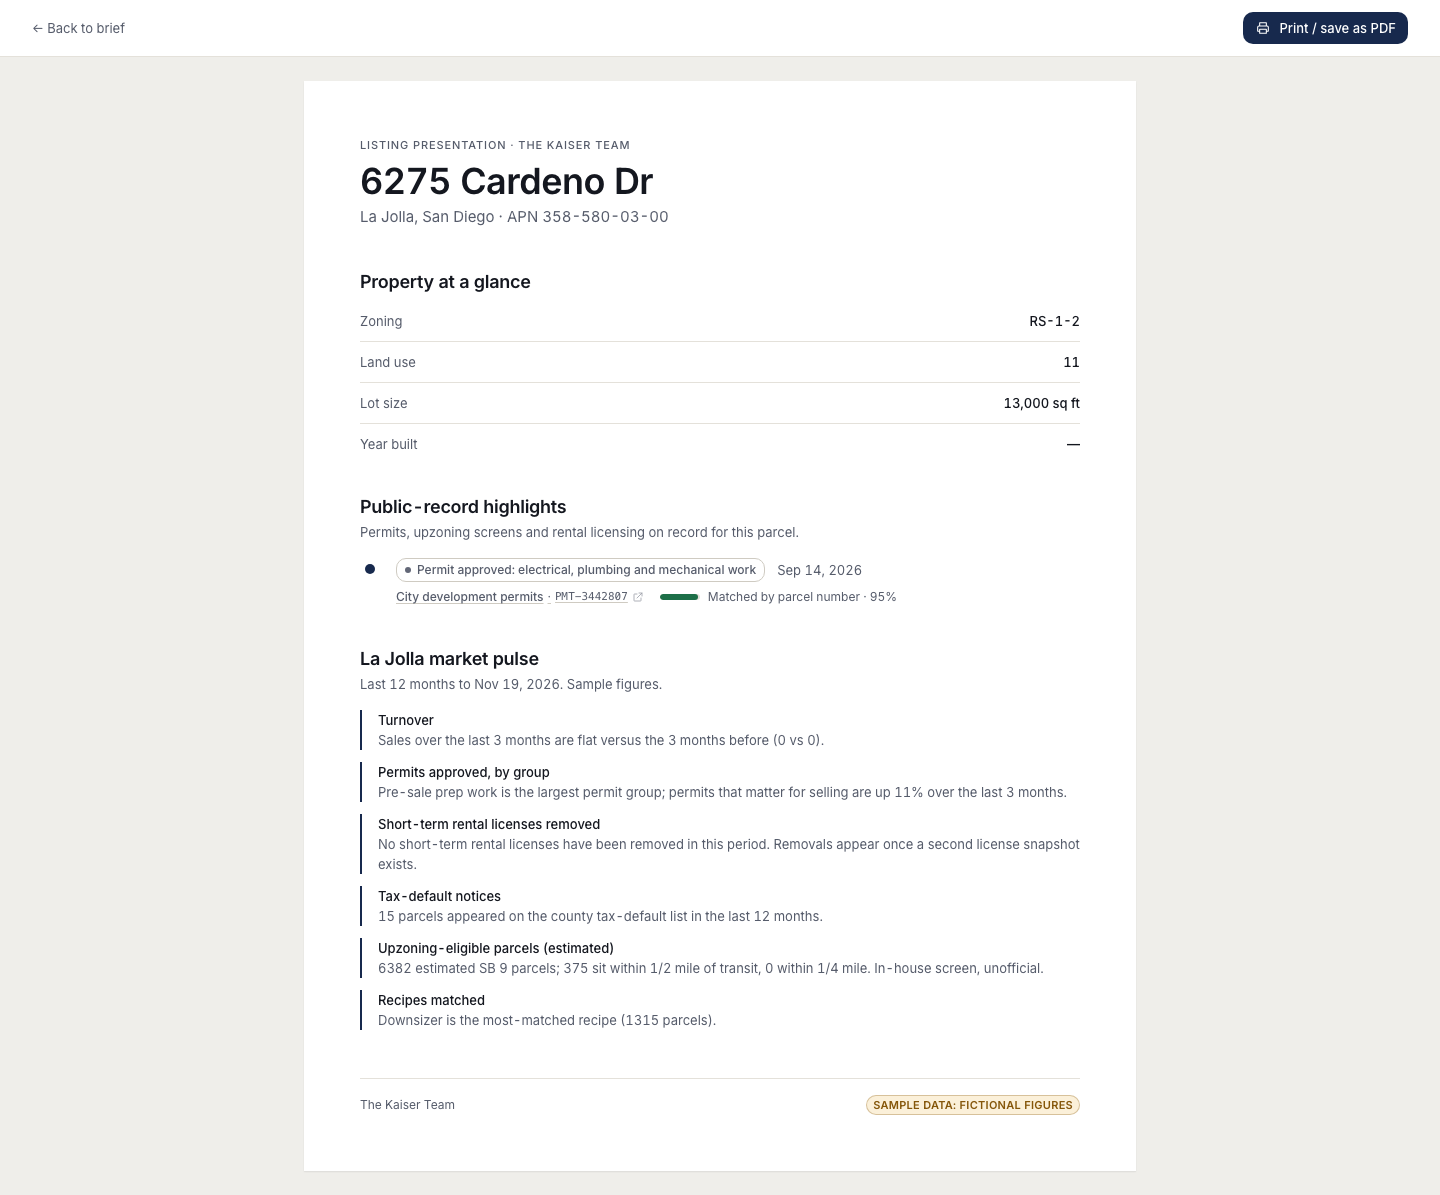 ← Back to brief
Print / save as PDF
LISTING PRESENTATION · THE KAISER TEAM
6275 Cardeno Dr
La Jolla, San Diego · APN 358-580-03-00
Property at a glance
Zoning RS-1-2
Land use 11
Lot size 13,000 sq ft
Year built —
Public-record highlights
Permits, upzoning screens and rental licensing on record for this parcel.
Permit approved: electrical, plumbing and mechanical work Sep 14, 2026
City development permits · PMT-3442807 Matched by parcel number · 95%
La Jolla market pulse
Last 12 months to Nov 19, 2026. Sample figures.
Turnover
Sales over the last 3 months are flat versus the 3 months before (0 vs 0).
Permits approved, by group
Pre-sale prep work is the largest permit group; permits that matter for selling are up 11% over the last 3 months.
Short-term rental licenses removed
No short-term rental licenses have been removed in this period. Removals appear once a second license snapshot
exists.
Tax-default notices
15 parcels appeared on the county tax-default list in the last 12 months.
Upzoning-eligible parcels (estimated)
6382 estimated SB 9 parcels; 375 sit within 1/2 mile of transit, 0 within 1/4 mile. In-house screen, unofficial.
Recipes matched
Downsizer is the most-matched recipe (1315 parcels).
The Kaiser Team
SAMPLE DATA: FICTIONAL FIGURES